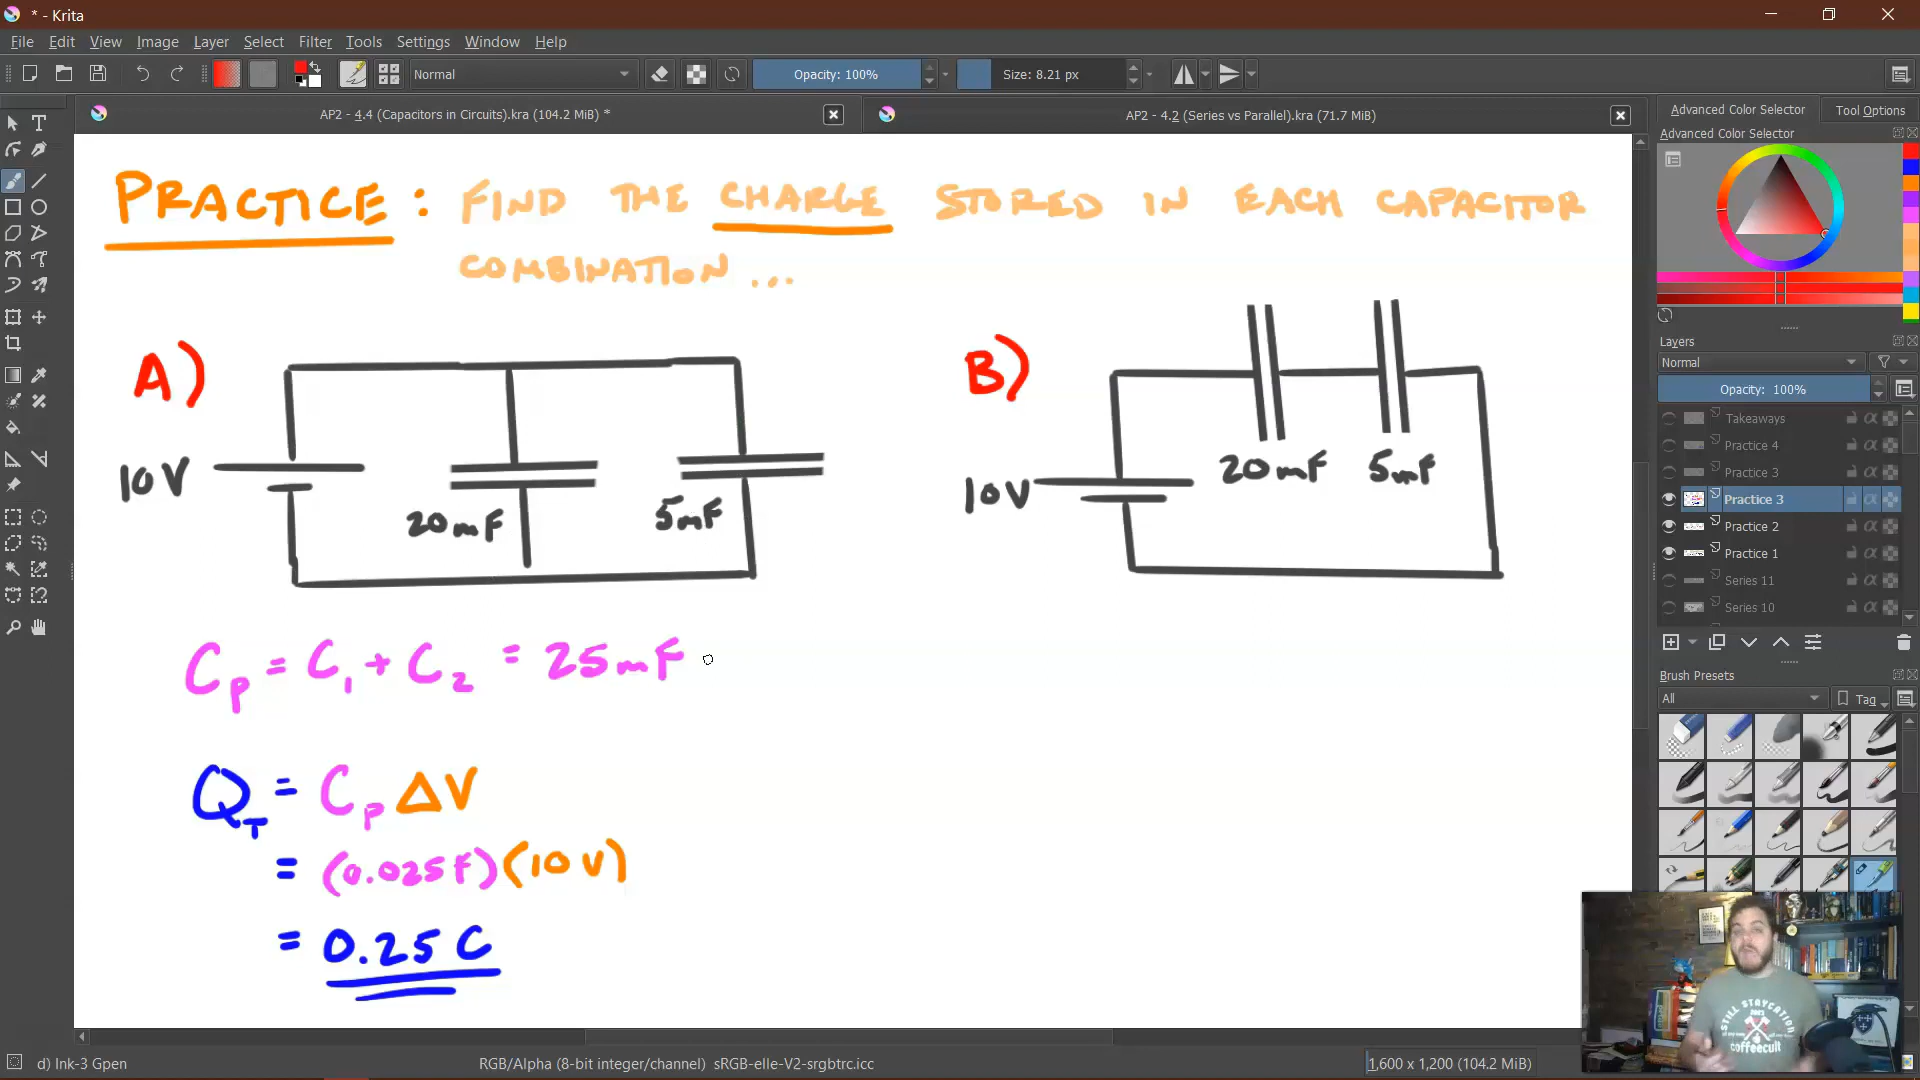 * - Krita
File Edit View Image Layer Select Filter Tools Settings Window Help
Normal
Opacity: 100%
Size: 8.21 px
AP2 - 4.4 (Capacitors in Circuits).kra (104.2 MiB) *
AP2 - 4.2 (Series vs Parallel).kra (71.7 MiB)
Advanced Color Selector
Tool Options
Advanced Color Selector
PRACTICE: FIND THE CHARGE STORED IN EACH CAPACITOR
COMBINATION ...
A)
10V
20mF
5mF
B)
10V
20mF
5mF
Cp = C1 + C2 = 25mF
QT = Cp ΔV
= (0.025F)(10V)
= 0.25 C
Layers
Normal
Opacity: 100%
Takeaways
Practice 4
Practice 3
Practice 3
Practice 2
Practice 1
Series 11
Series 10
Brush Presets
All
Tag
STILL STAYCATION
coffeecult
d) Ink-3 Gpen
RGB/Alpha (8-bit integer/channel) sRGB-elle-V2-srgbtrc.icc
1,600 x 1,200 (104.2 MiB)